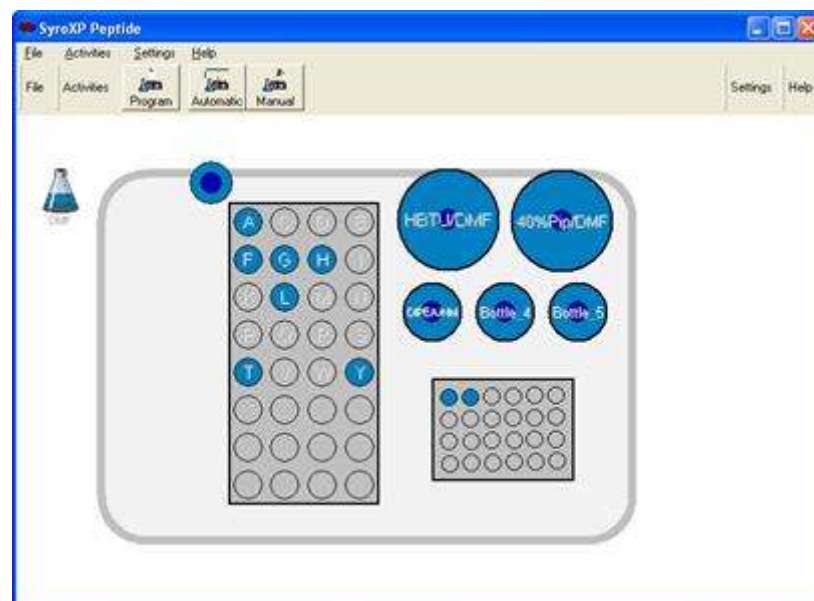 SyroXP Peptide
File Activities Settings Help
File Activities Program Automatic Manual Settings Help
DMF
HBTU/DMF 40%Pip/DMF
Bottle_4 Bottle_5
A
F G H
L
T Y